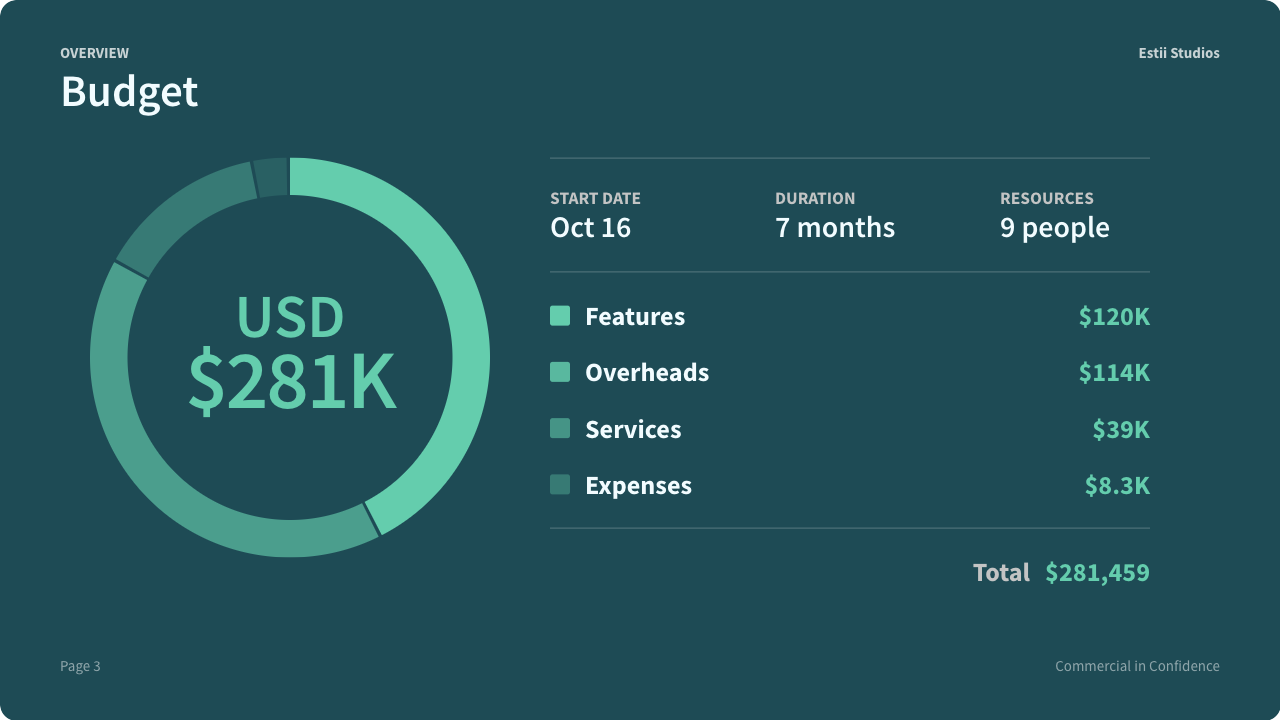 OVERVIEW
Estii Studios
Budget
USD
$281K
START DATE
Oct 16
DURATION
7 months
RESOURCES
9 people
Features $120K
Overheads $114K
Services $39K
Expenses $8.3K
Total $281,459
Page 3
Commercial in Confidence